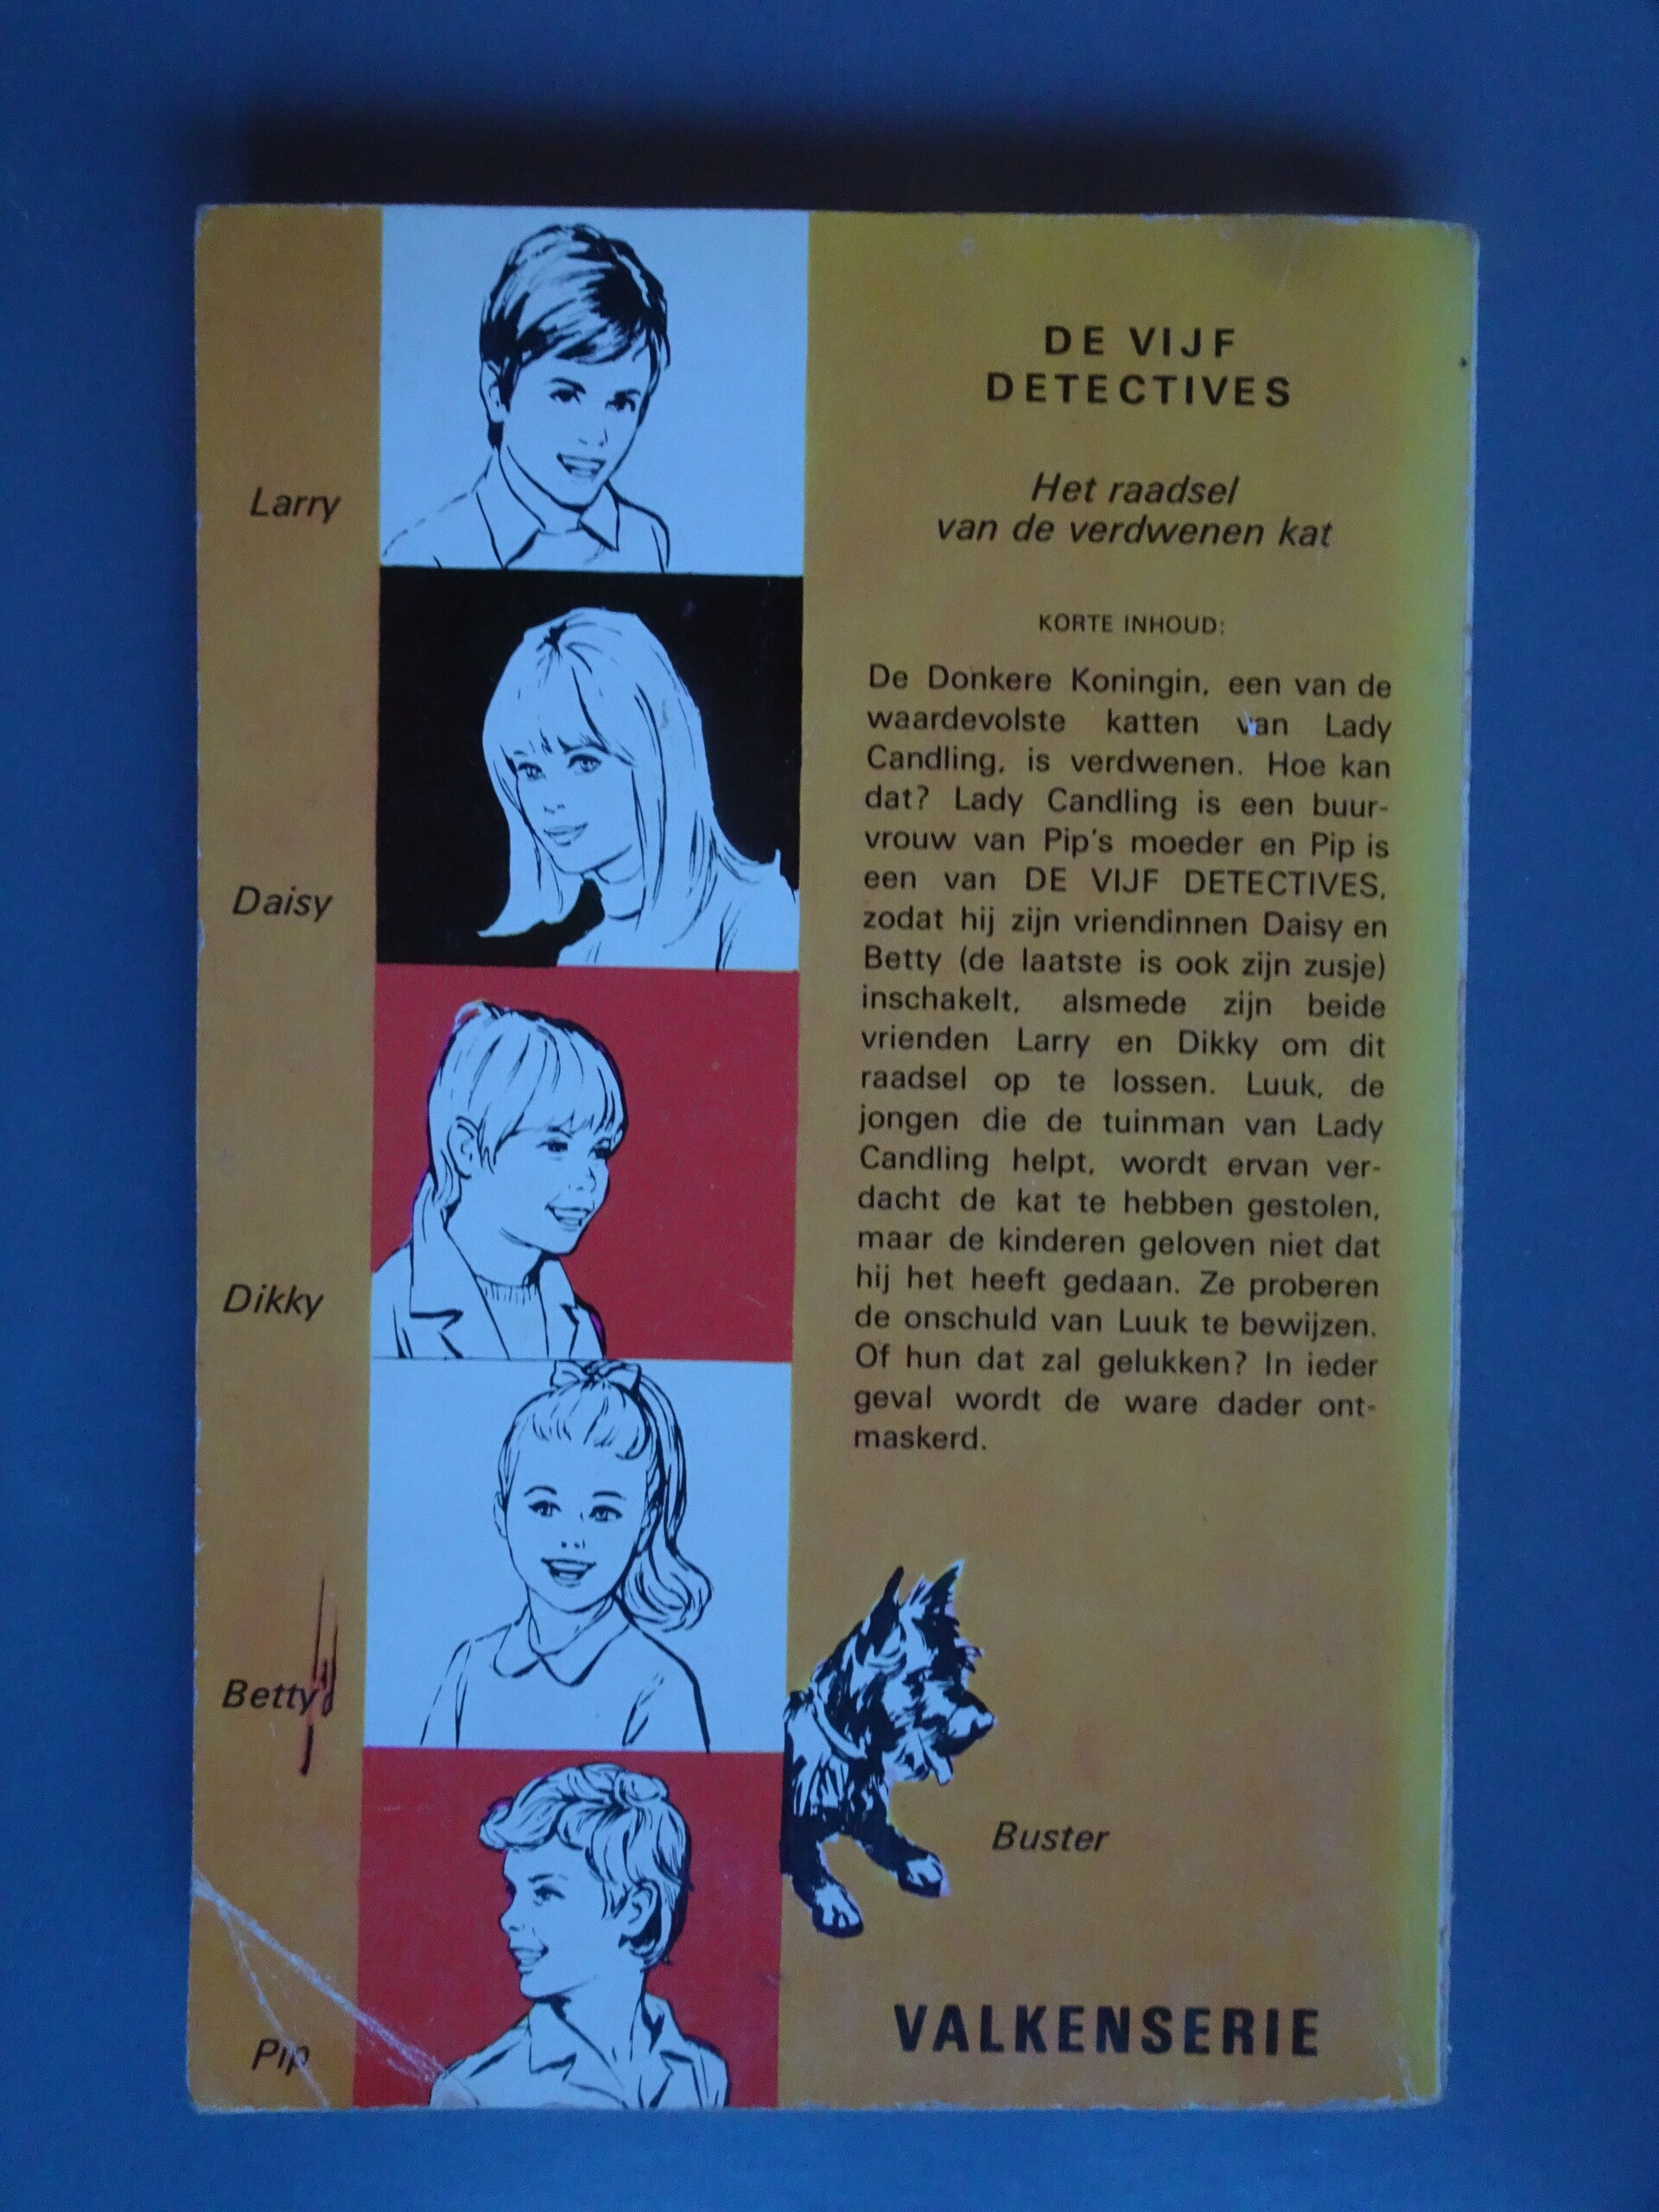 Larry
Daisy
Dikky
Betty
Pip
DE VIJF
DETECTIVES
Het raadsel
van de verdwenen kat
KORTE INHOUD:
De Donkere Koningin, een van de
waardevolste katten van Lady
Candling, is verdwenen. Hoe kan
dat? Lady Candling is een buur-
vrouw van Pip's moeder en Pip is
een van DE VIJF DETECTIVES,
zodat hij zijn vriendinnen Daisy en
Betty (de laatste is ook zijn zusje)
inschakelt, alsmede zijn beide
vrienden Larry en Dikky om dit
raadsel op te lossen. Luuk, de
jongen die de tuinman van Lady
Candling helpt, wordt ervan ver-
dacht de kat te hebben gestolen,
maar de kinderen geloven niet dat
hij het heeft gedaan. Ze proberen
de onschuld van Luuk te bewijzen.
Of hun dat zal gelukken? In ieder
geval wordt de ware dader ont-
maskerd.
Buster
VALKENSERIE